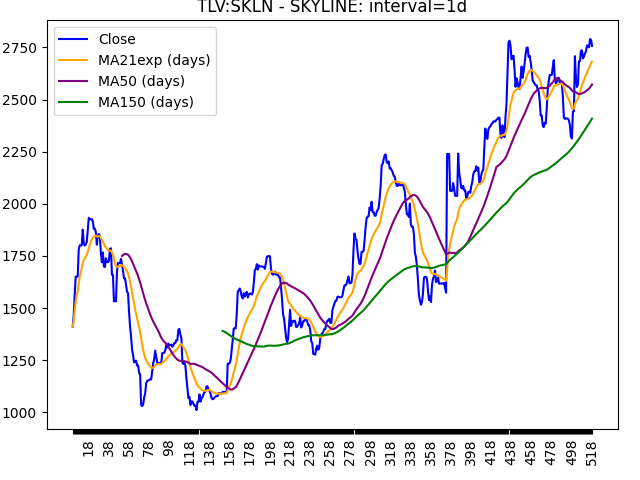 TLV:SKLN - SKYLINE: interval=1d
Close
MA21exp (days)
MA50 (days)
MA150 (days)
2750
2500
2250
2000
1750
1500
1250
1000
18 38 58 78 98 118 138 158 178 198 218 238 258 278 298 318 338 358 378 398 418 438 458 478 498 518